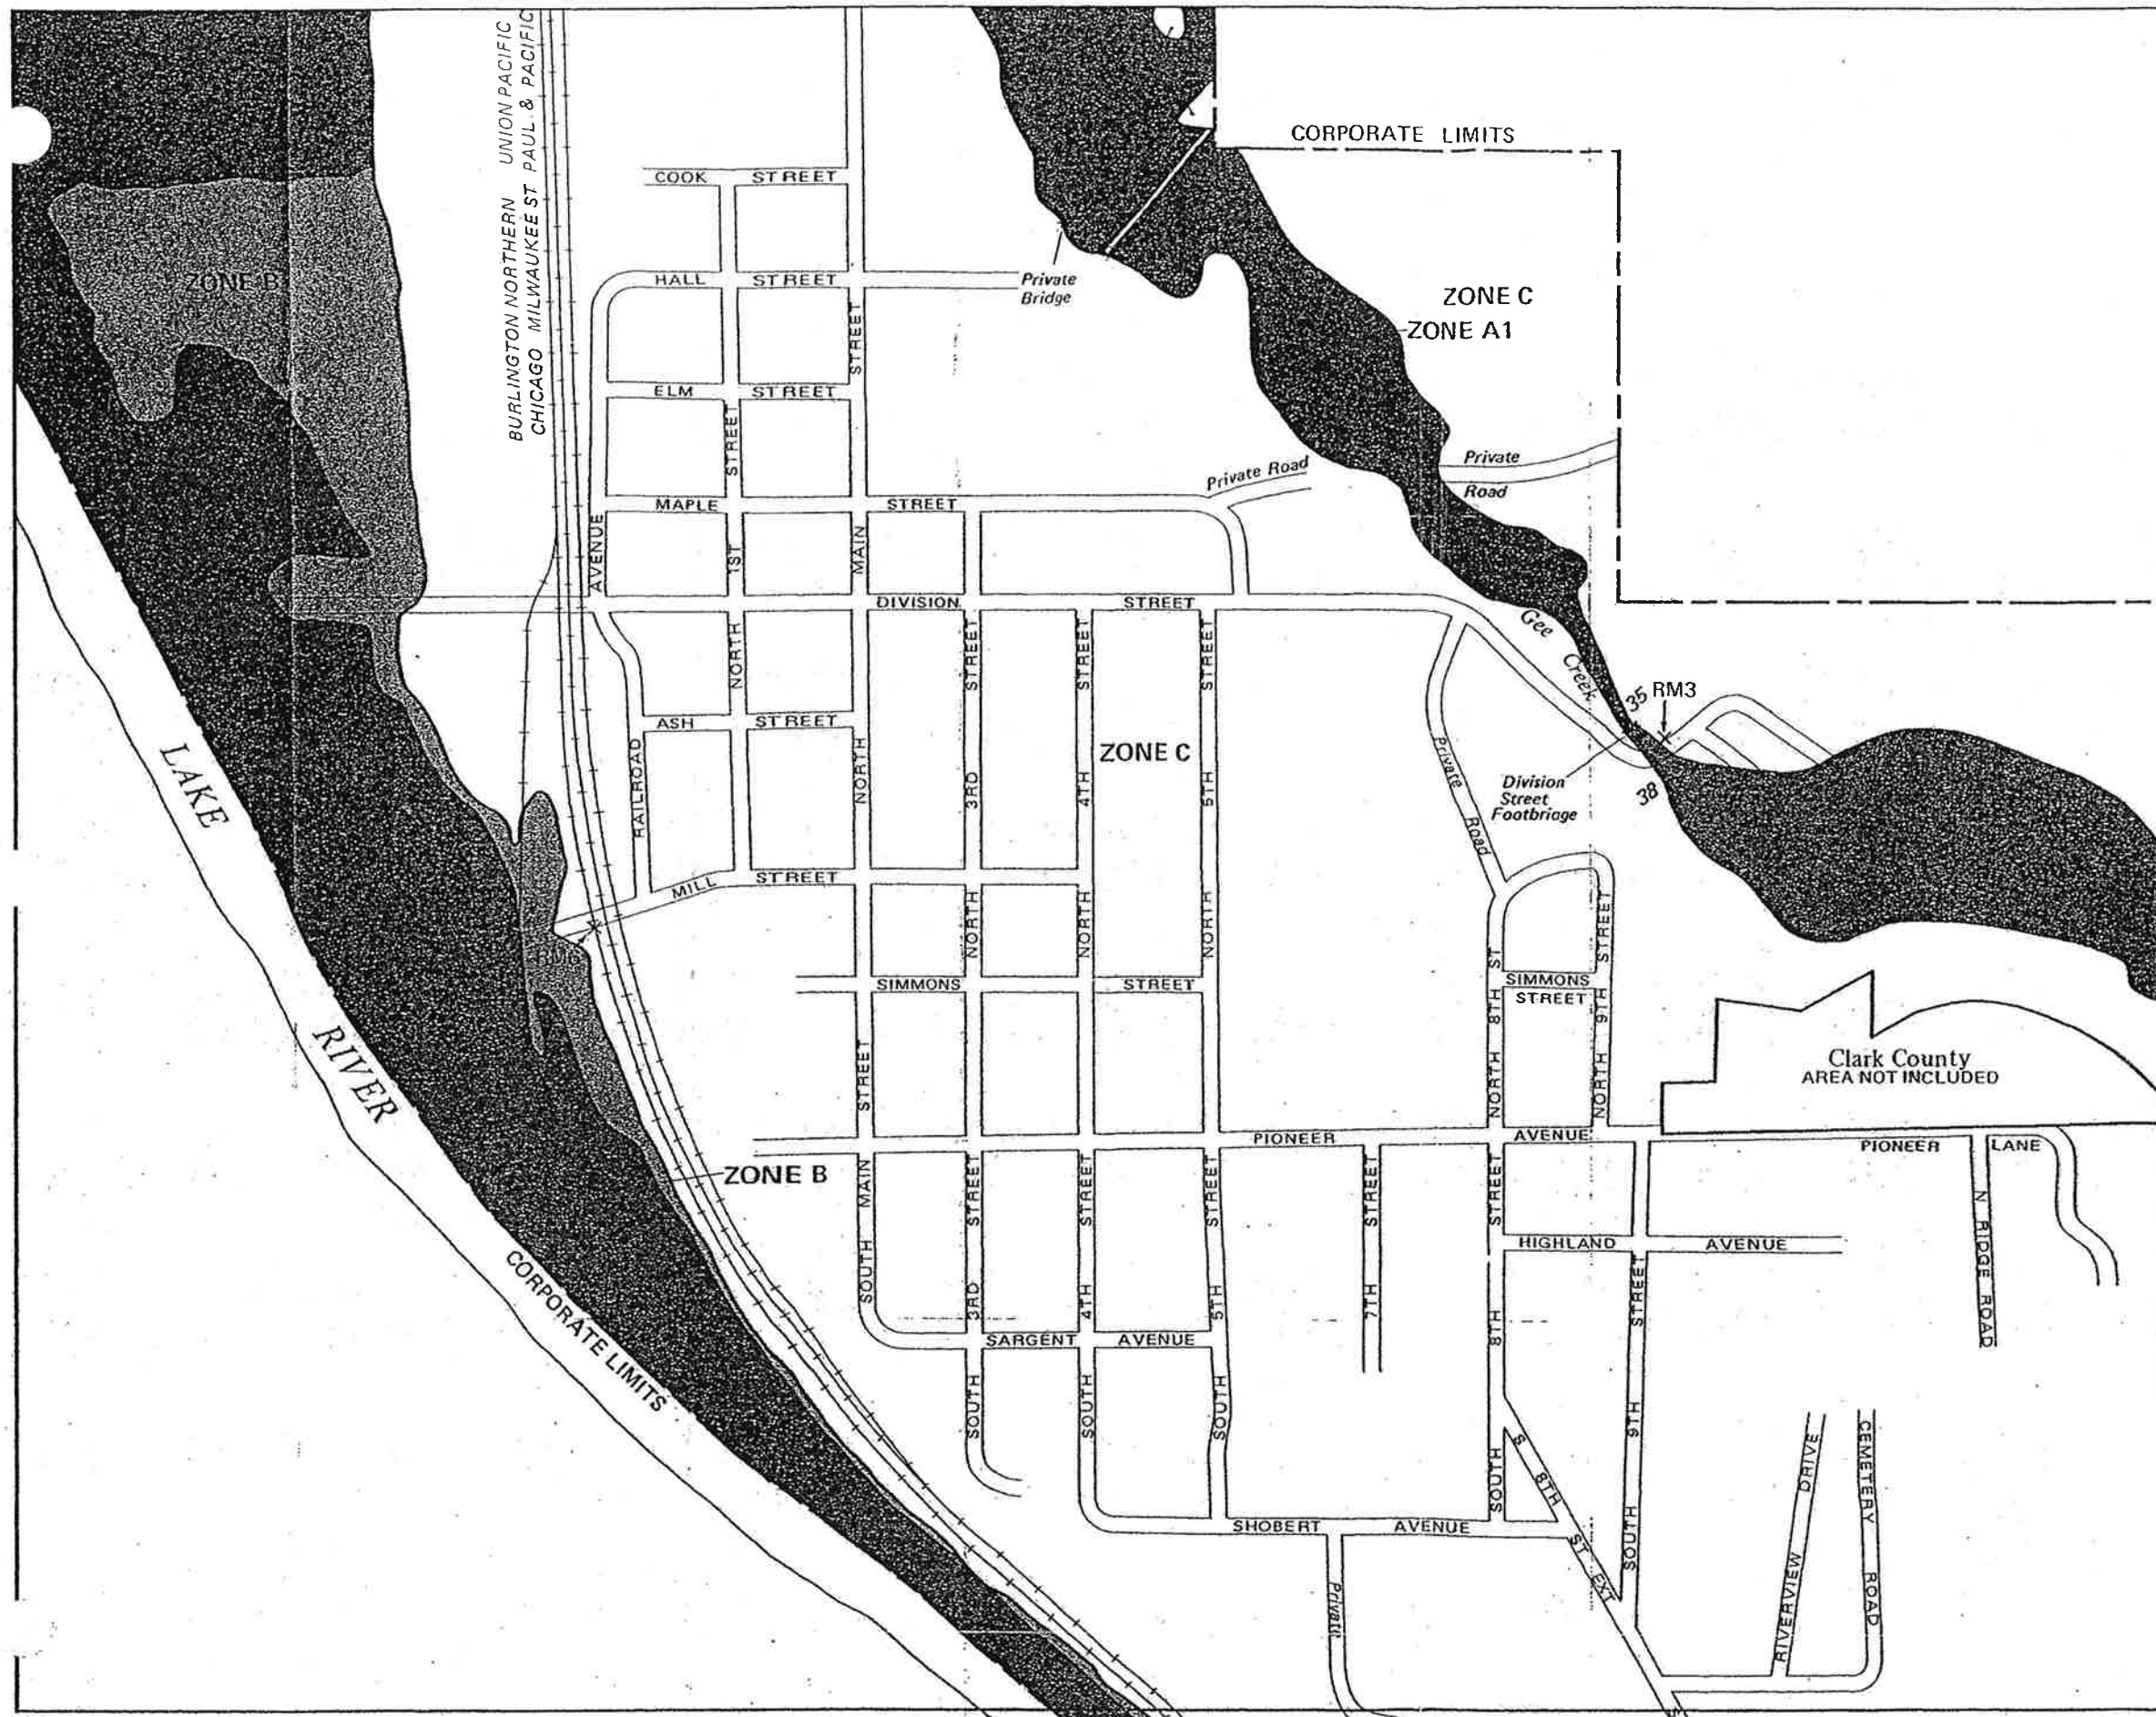 BURLINGTON NORTHERN UNION PACIFIC
CHICAGO MILWAUKEE ST PAUL & PACIFIC
CORPORATE LIMITS
COOK STREET
ZONE B
HALL STREET
Private
Bridge
ZONE C
ZONE A1
STREET
ELM STREET
STREET
Private Road
Private
Road
MAPLE STREET
AVENUE
1ST
MAIN
DIVISION STREET
Gee
Creek
NORTH
STREET
STREET
STREET
35
RM3
ASH STREET
RAILROAD
NORTH
3RD
4TH
ZONE C
5TH
Private
Road
Division
Street
Footbridge
38
LAKE
RIVER
MILL STREET
NORTH
NORTH
NORTH
STREET
RM6
SIMMONS STREET
NORTH 8TH ST
SIMMONS
STREET
NORTH 9TH
STREET
Clark County
AREA NOT INCLUDED
PIONEER AVENUE
PIONEER LANE
ZONE B
SOUTH MAIN
STREET
STREET
STREET
STREET
STREET
N RIDGE ROAD
HIGHLAND AVENUE
CORPORATE LIMITS
3RD
4TH
5TH
7TH
8TH
STREET
SARGENT AVENUE
SOUTH
SOUTH
SOUTH
SOUTH
9TH
SOUTH
S 8TH ST EXT
RIVERVIEW DRIVE
CEMETERY ROAD
SHOBERT AVENUE
Private